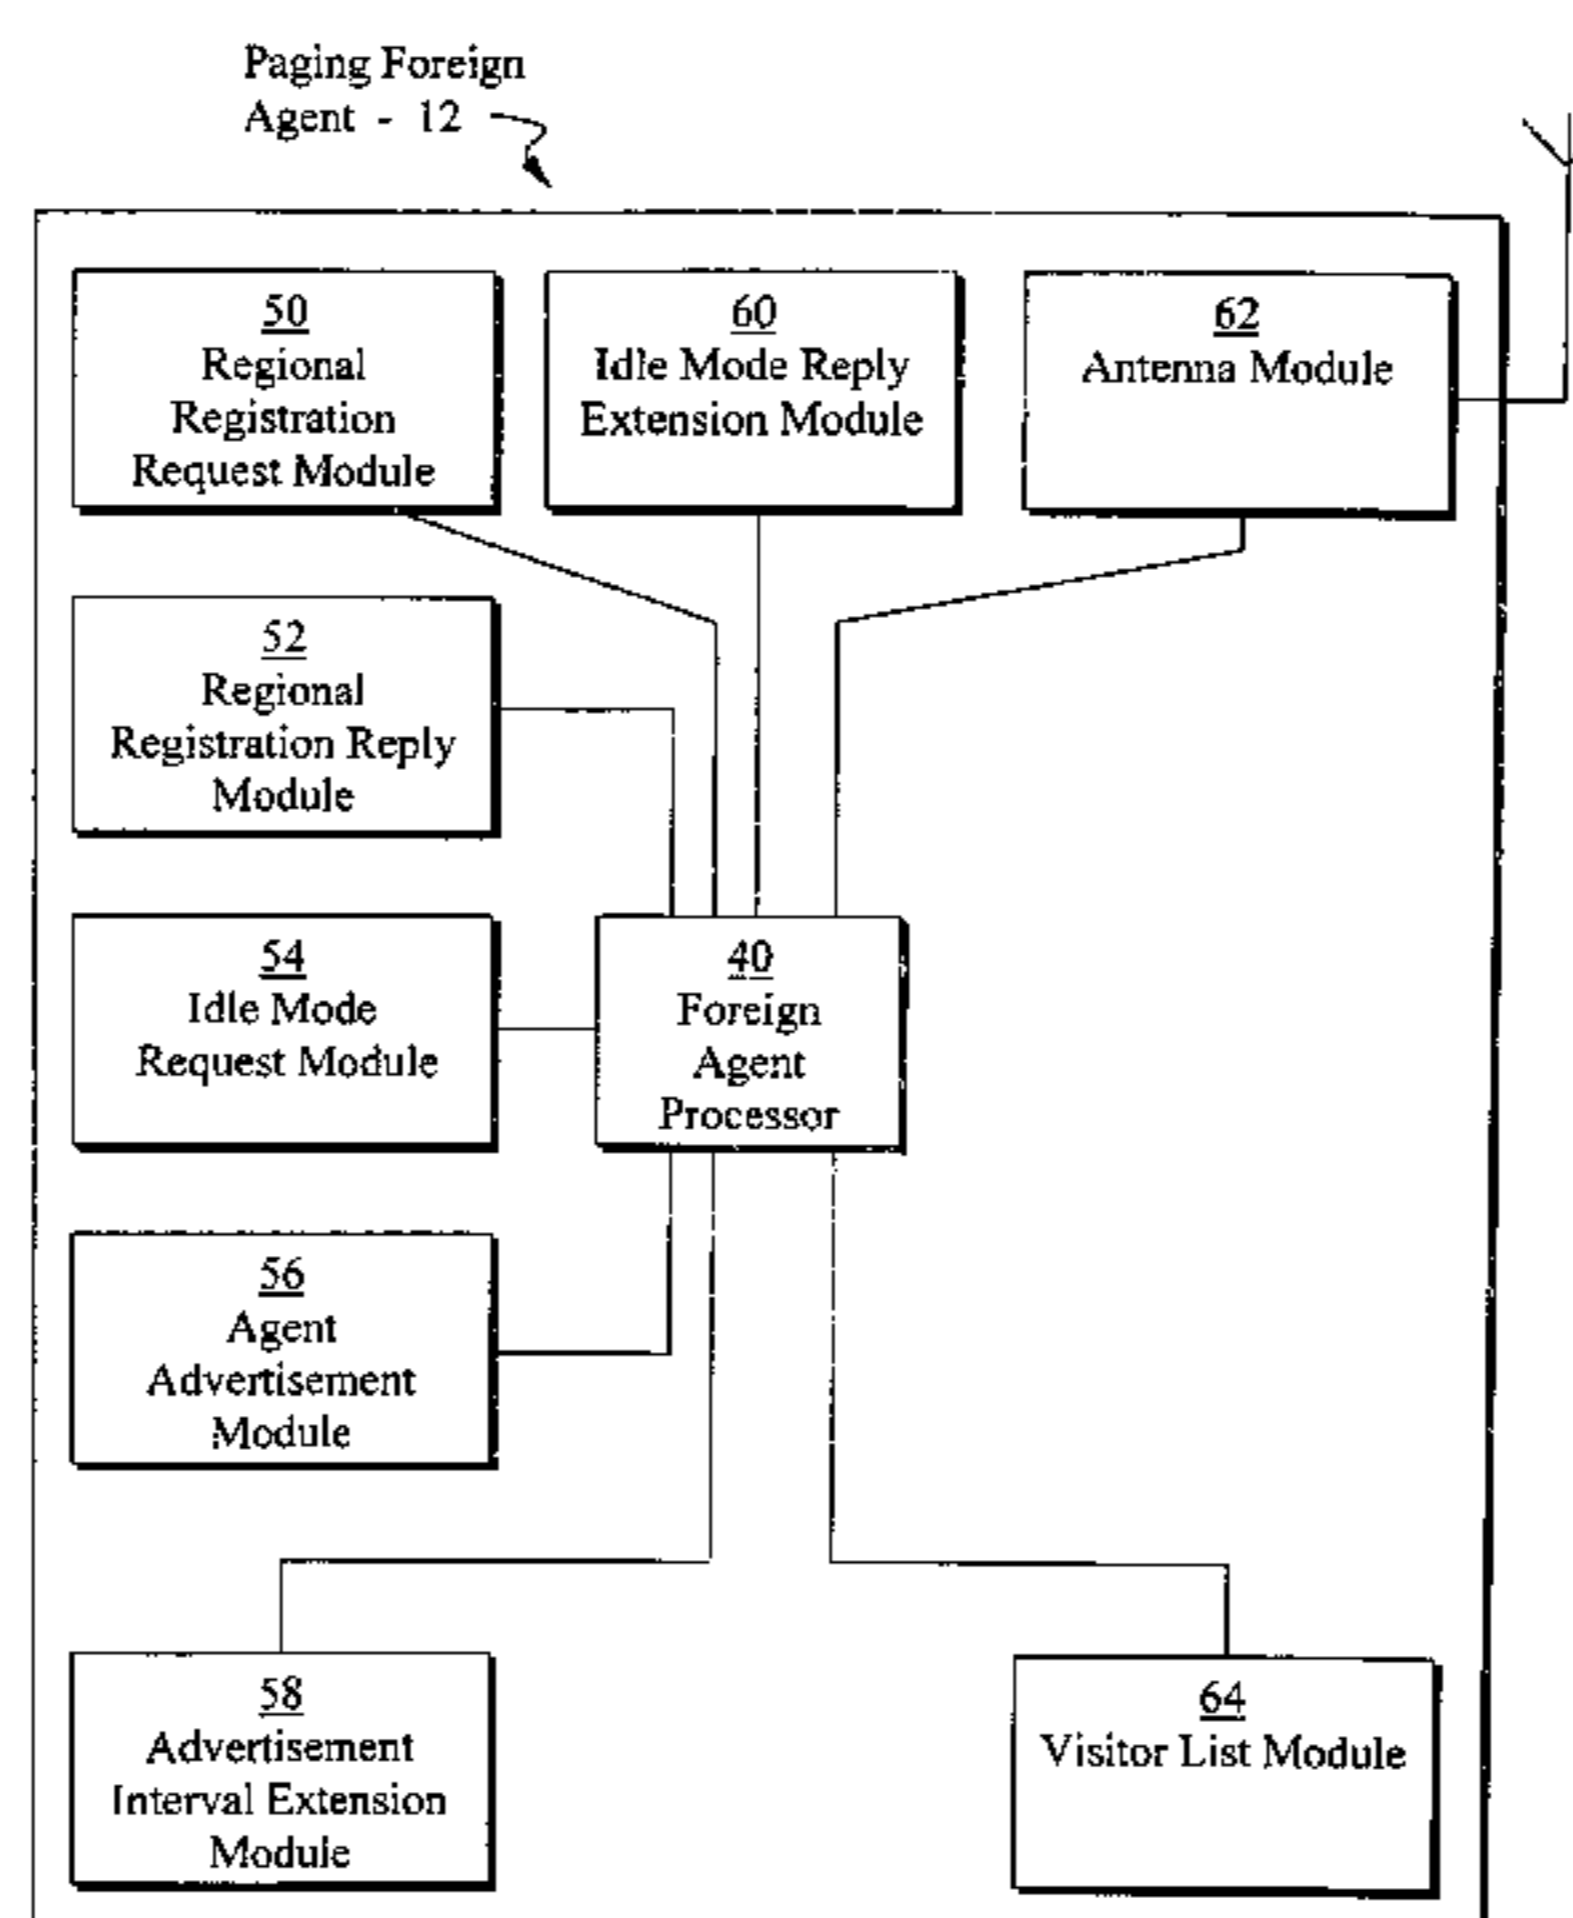 Paging Foreign
Agent - 12
50
Regional
Registration
Request Module
60
Idle Mode Reply
Extension Module
62
Antenna Module
52
Regional
Registration Reply
Module
54
Idle Mode
Request Module
40
Foreign
Agent
Processor
56
Agent
Advertisement
Module
58
Advertisement
Interval Extension
Module
64
Visitor List Module